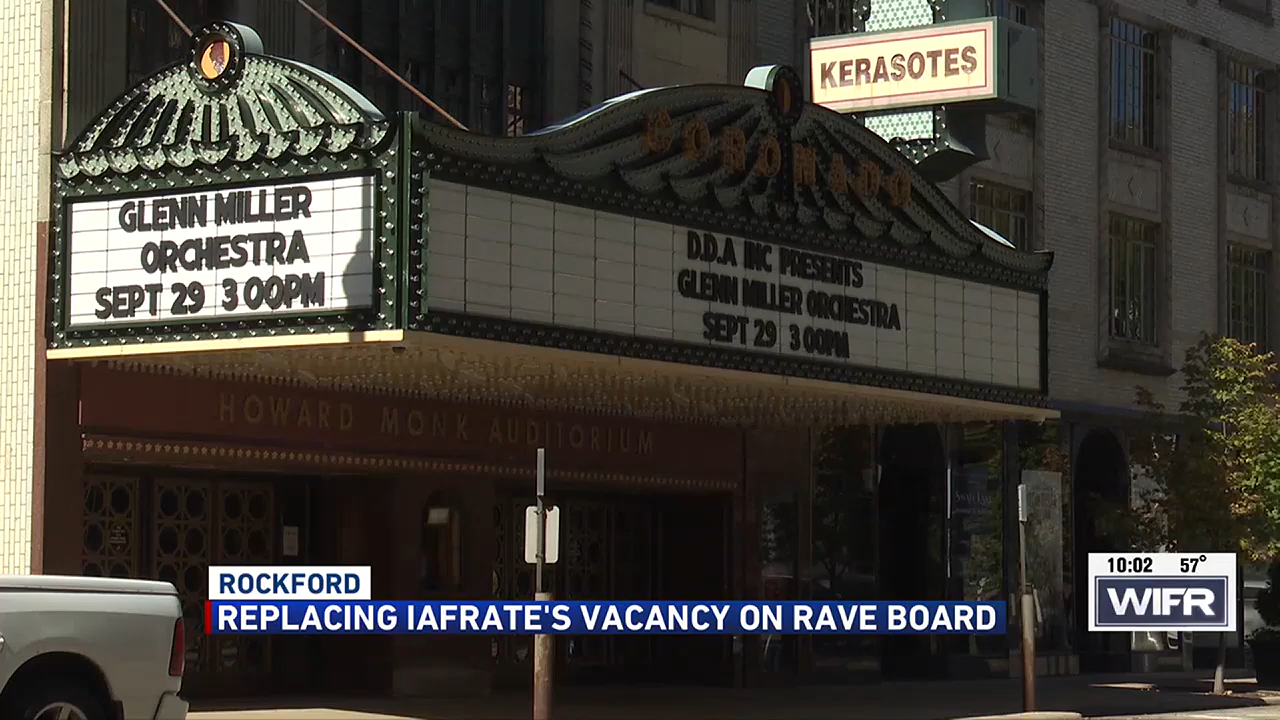 KERASOTES
CORONADO
GLENN MILLER
ORCHESTRA
SEPT 29 3 00PM
D.D.A INC PRESENTS
GLENN MILLER ORCHESTRA
SEPT 29 3 00PM
HOWARD MONK AUDITORIUM
ROCKFORD
REPLACING IAFRATE'S VACANCY ON RAVE BOARD
10:02 57°
WIFR